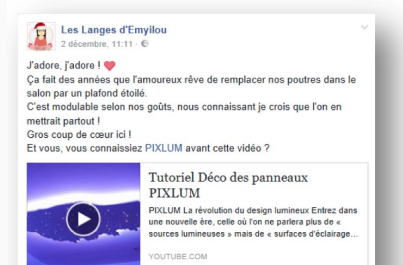 Les Langes d'Emyilou
2 décembre, 11:11 ·
J'adore, j'adore !
Ça fait des années que l'amoureux rêve de remplacer nos poutres dans le
salon par un plafond étoilé.
C'est modulable selon nos goûts, nous connaissant je crois que l'on en
mettrait partout !
Gros coup de cœur ici !
Et vous, vous connaissiez PIXLUM avant cette vidéo ?
Tutoriel Déco des panneaux
PIXLUM
PIXLUM La révolution du design lumineux Entrez dans
une nouvelle ère, celle où l'on ne parlera plus de «
sources lumineuses » mais de « surfaces d'éclairage...
YOUTUBE.COM